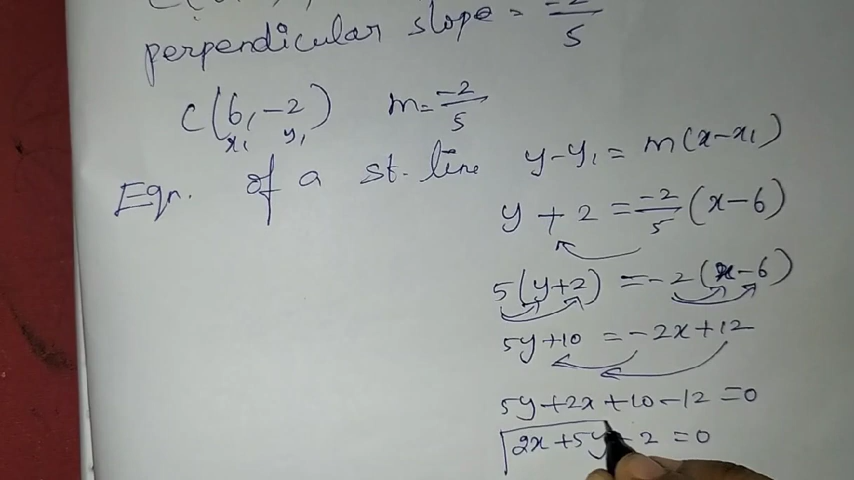 perpendicular slope = -2/5
C(6, -2) m = -2/5
x₁ y₁
Eqn. of a st. line y - y₁ = m(x - x₁)
y + 2 = -2/5 (x - 6)
5(y+2) = -2(x-6)
5y+10 = -2x+12
5y+2x+10-12=0
2x+5y-2=0